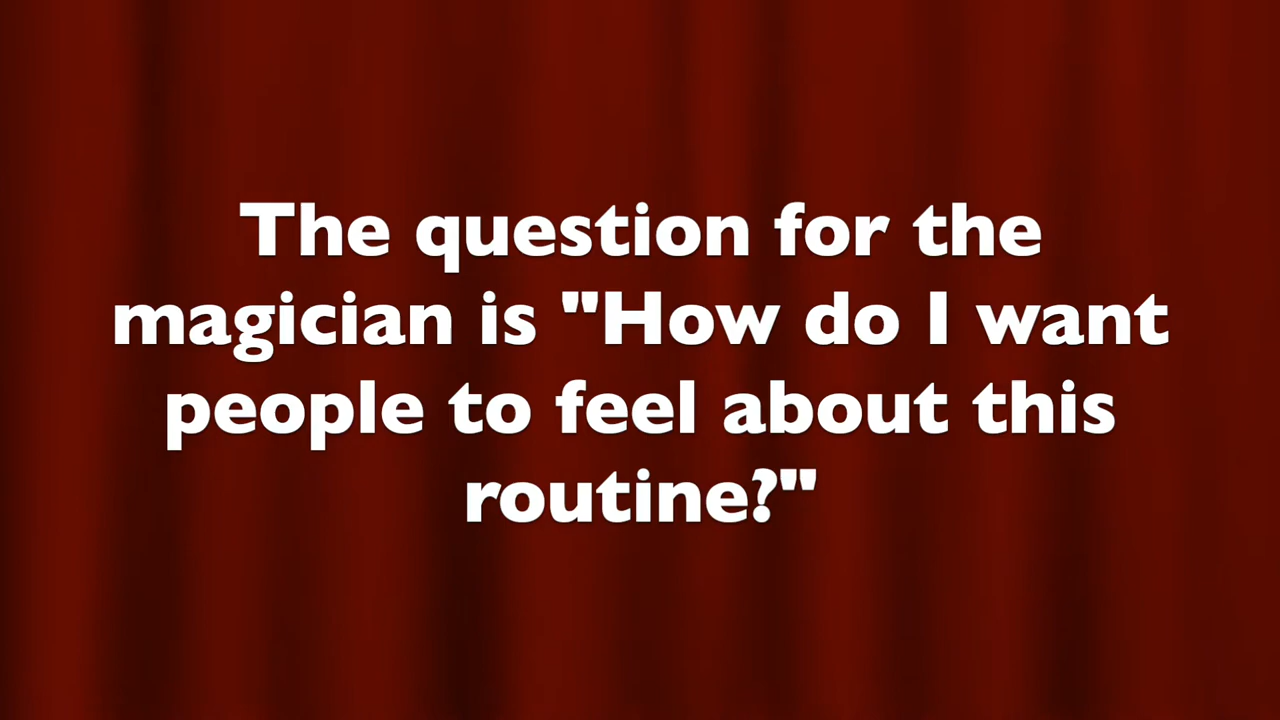 The question for the
magician is "How do I want
people to feel about this
routine?"